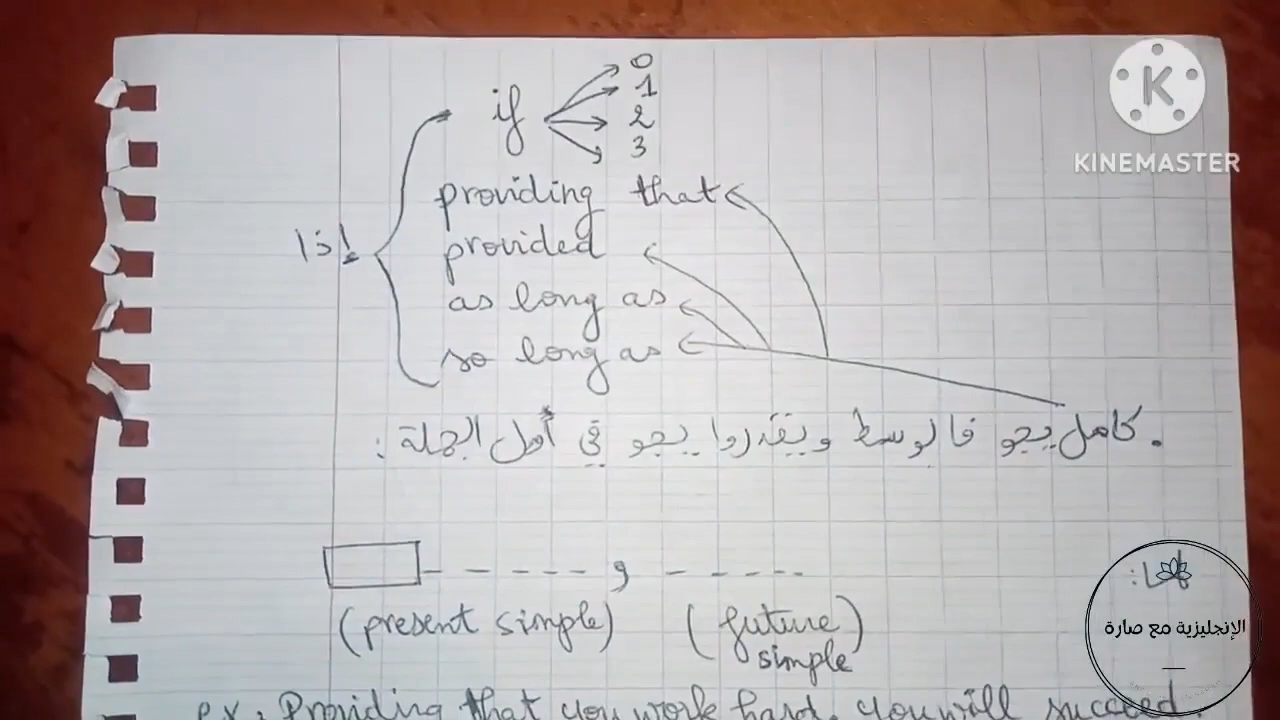 if
0
1
2
3
providing that
إذا
provided
as long as
so long as
. كامل يجو فالوسط ويقدروا يجو في أول الجملة :
, 
(present simple) (future simple)
ex: Providing that you work hard, you will succeed
K
KINEMASTER
الإنجليزية مع صارة